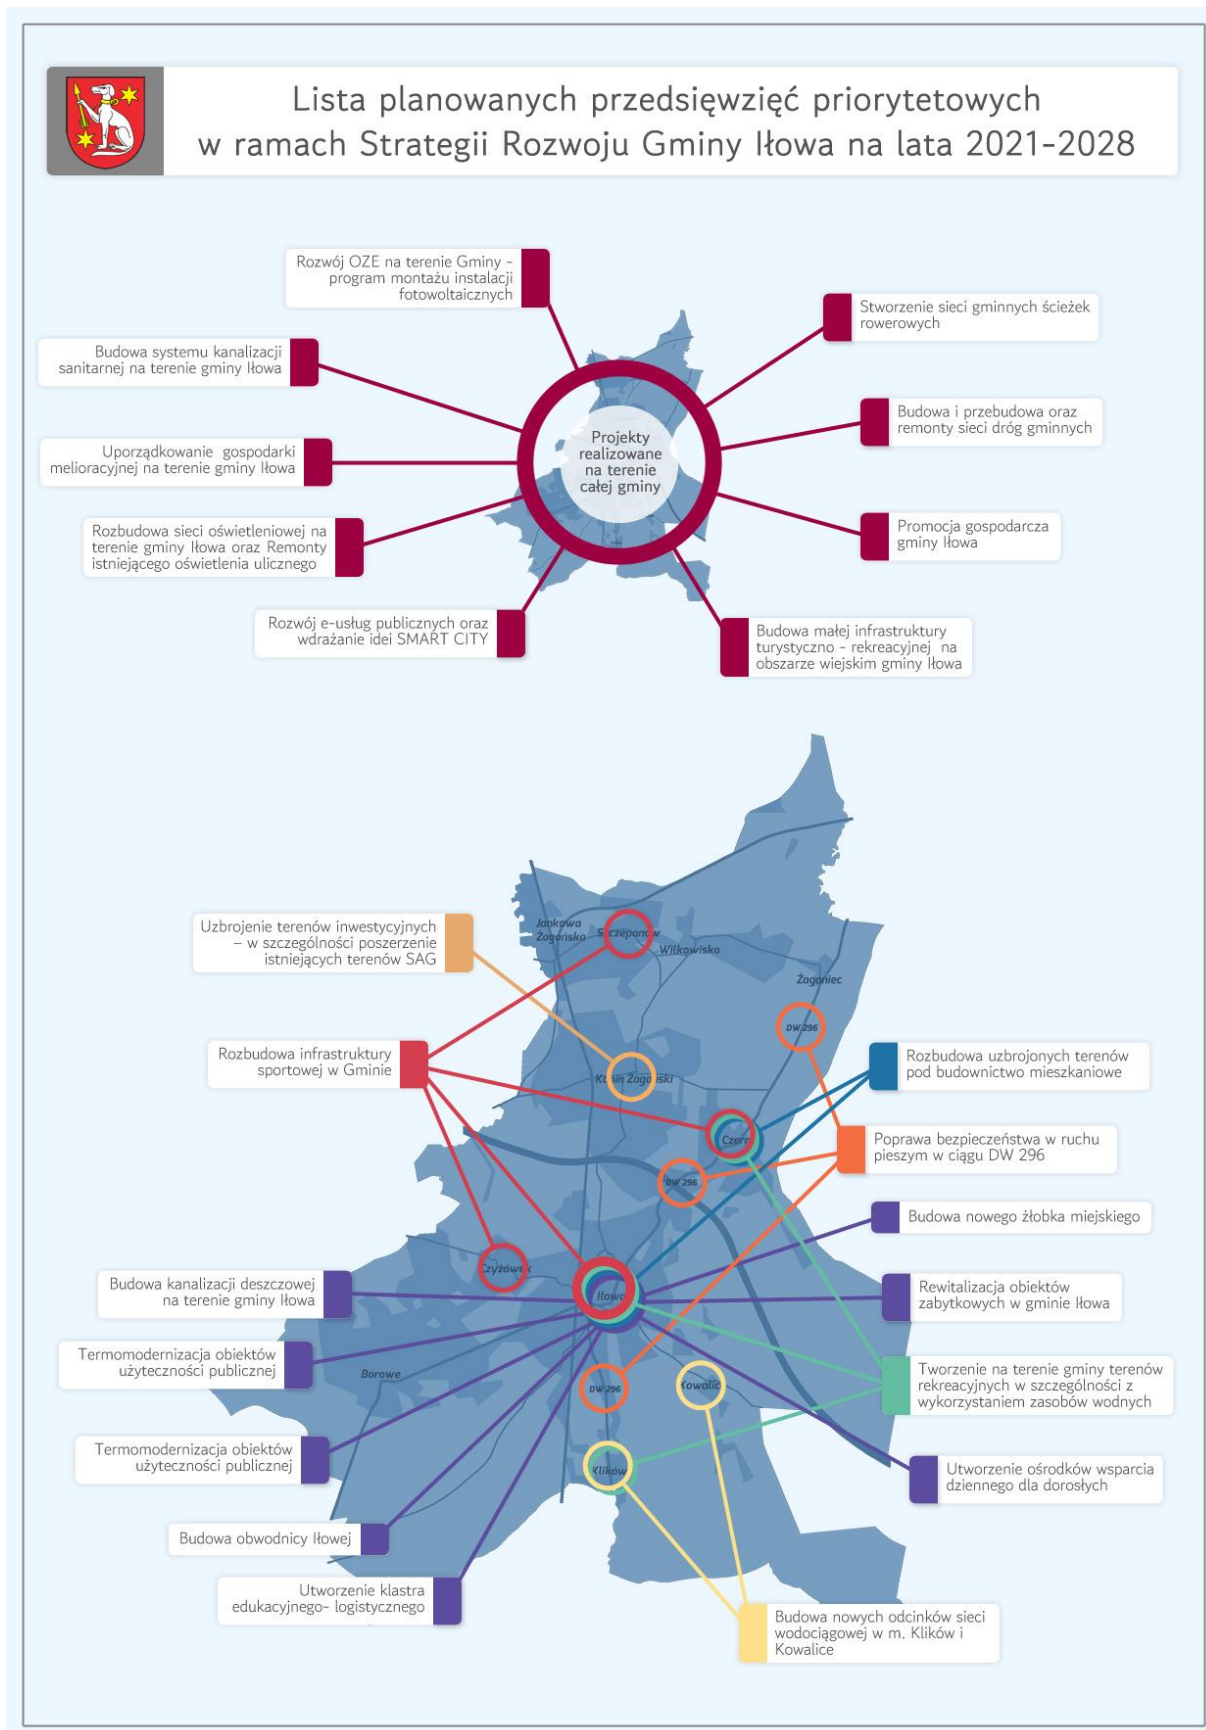 Lista planowanych przedsięwzięć priorytetowych
w ramach Strategii Rozwoju Gminy Iłowa na lata 2021-2028
Rozwój OZE na terenie Gminy -
program montażu instalacji
fotowoltaicznych
Stworzenie sieci gminnych ścieżek
rowerowych
Budowa systemu kanalizacji
sanitarnej na terenie gminy Iłowa
Budowa i przebudowa oraz
remonty sieci dróg gminnych
Projekty
realizowane
na terenie
całej gminy
Uporządkowanie gospodarki
melioracyjnej na terenie gminy Iłowa
Rozbudowa sieci oświetleniowej na
terenie gminy Iłowa oraz Remonty
istniejącego oświetlenia ulicznego
Promocja gospodarcza
gminy Iłowa
Rozwój e-usług publicznych oraz
wdrażanie idei SMART CITY
Budowa małej infrastruktury
turystyczno - rekreacyjnej na
obszarze wiejskim gminy Iłowa
Uzbrojenie terenów inwestycyjnych
– w szczególności poszerzenie
istniejących terenów SAG
Jankowa
Żagańska
Szczepanów
Wilkowisko
Żaganiec
DW 296
Rozbudowa infrastruktury
sportowej w Gminie
Konin Żagański
Rozbudowa uzbrojonych terenów
pod budownictwo mieszkaniowe
Czerna
Poprawa bezpieczeństwa w ruchu
pieszym w ciągu DW 296
DW 296
Budowa nowego żłobka miejskiego
Czyżówek
Budowa kanalizacji deszczowej
na terenie gminy Iłowa
Iłowa
Rewitalizacja obiektów
zabytkowych w gminie Iłowa
Termomodernizacja obiektów
użyteczności publicznej
Borowe
DW 296
Kowalice
Tworzenie na terenie gminy terenów
rekreacyjnych w szczególności z
wykorzystaniem zasobów wodnych
Termomodernizacja obiektów
użyteczności publicznej
Klików
Utworzenie ośrodków wsparcia
dziennego dla dorosłych
Budowa obwodnicy Iłowej
Utworzenie klastra
edukacyjnego- logistycznego
Budowa nowych odcinków sieci
wodociągowej w m. Klików i
Kowalice